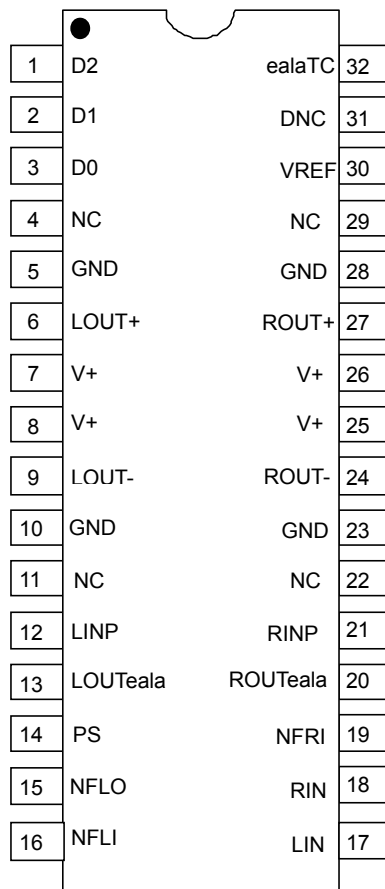 1 D2 ealaTC 32
2 D1 DNC 31
3 D0 VREF 30
4 NC NC 29
5 GND GND 28
6 LOUT+ ROUT+ 27
7 V+ V+ 26
8 V+ V+ 25
9 LOUT- ROUT- 24
10 GND GND 23
11 NC NC 22
12 LINP RINP 21
13 LOUTeala ROUTeala 20
14 PS NFRI 19
15 NFLO RIN 18
16 NFLI LIN 17